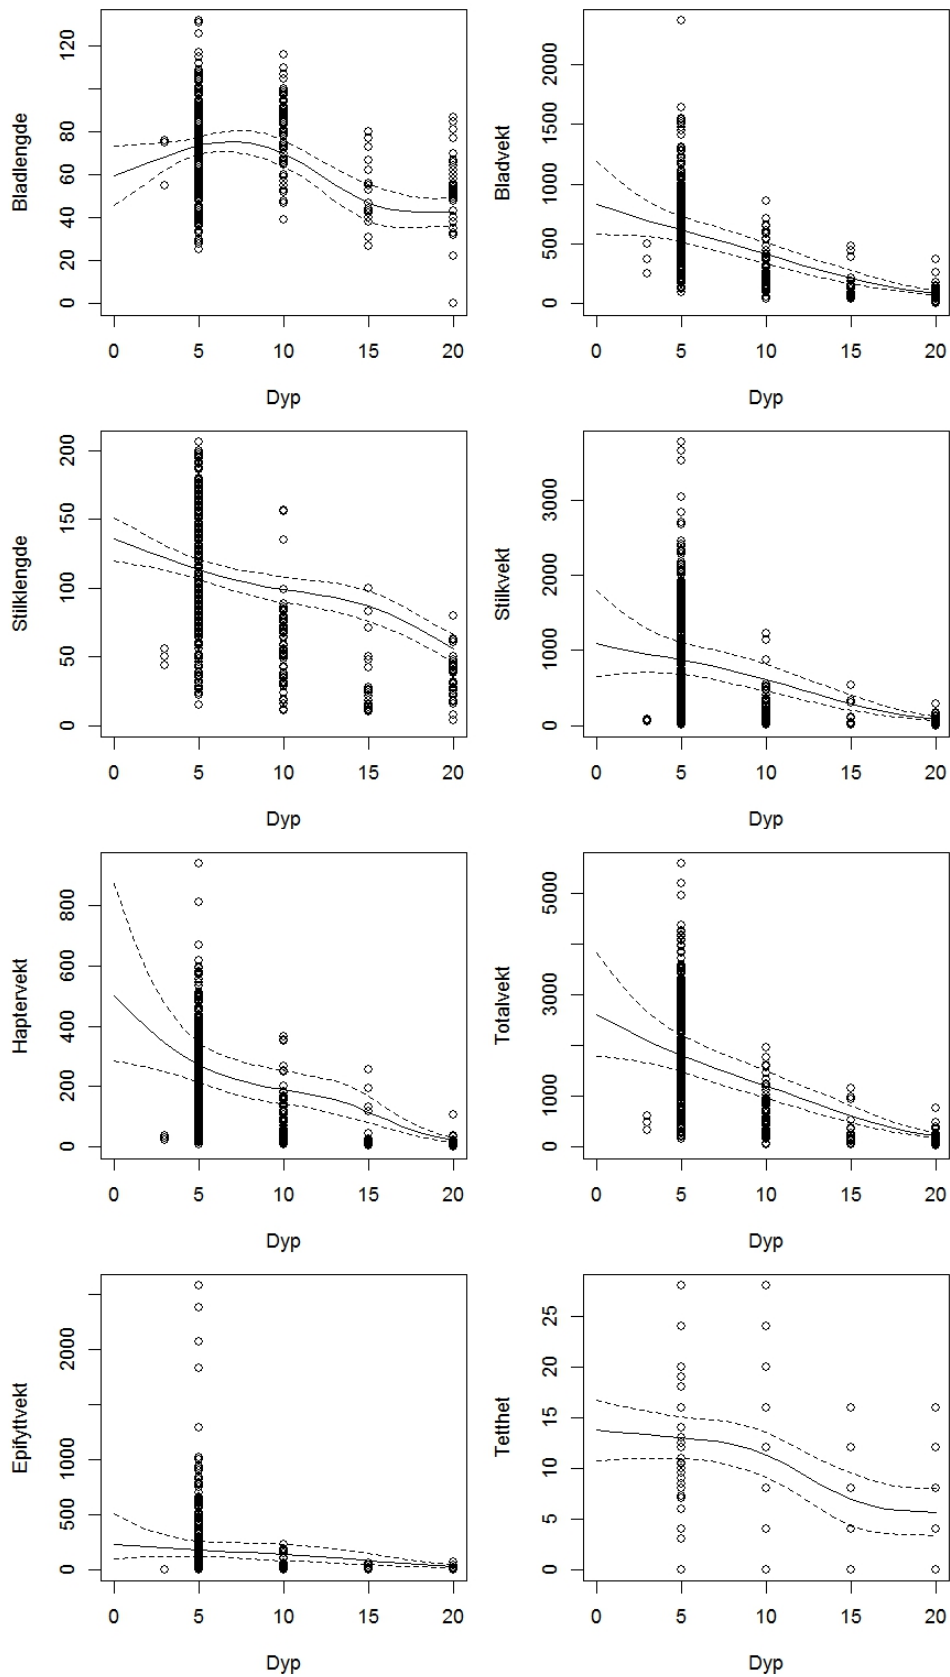 Bladlengde
0 20 40 60 80 120
0 5 10 15 20
Dyp
Bladvekt
0 500 1000 1500 2000
0 5 10 15 20
Dyp
Stilklengde
0 50 100 150 200
0 5 10 15 20
Dyp
Stilkvekt
0 1000 2000 3000
0 5 10 15 20
Dyp
Haptervekt
0 200 400 600 800
0 5 10 15 20
Dyp
Totalvekt
0 1000 3000 5000
0 5 10 15 20
Dyp
Epifyttvekt
0 500 1000 2000
0 5 10 15 20
Dyp
Tetthet
0 5 10 15 20 25
0 5 10 15 20
Dyp